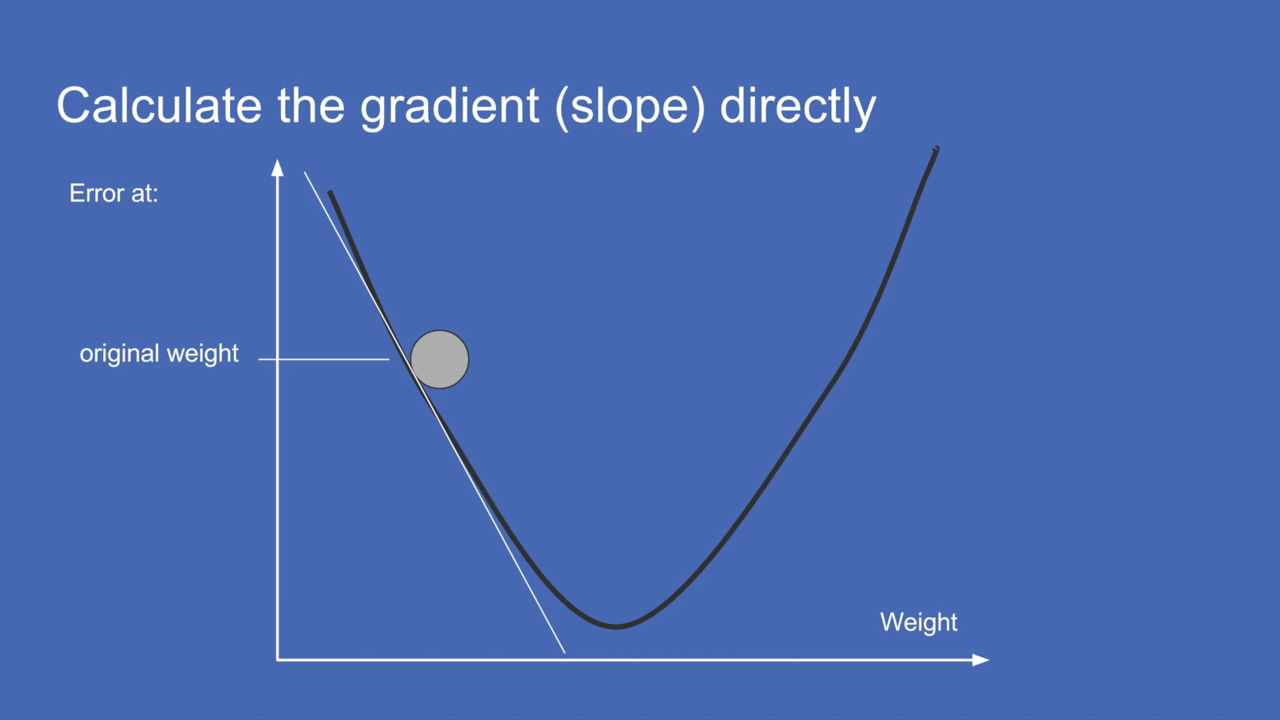 Calculate the gradient (slope) directly
Error at:
original weight
Weight